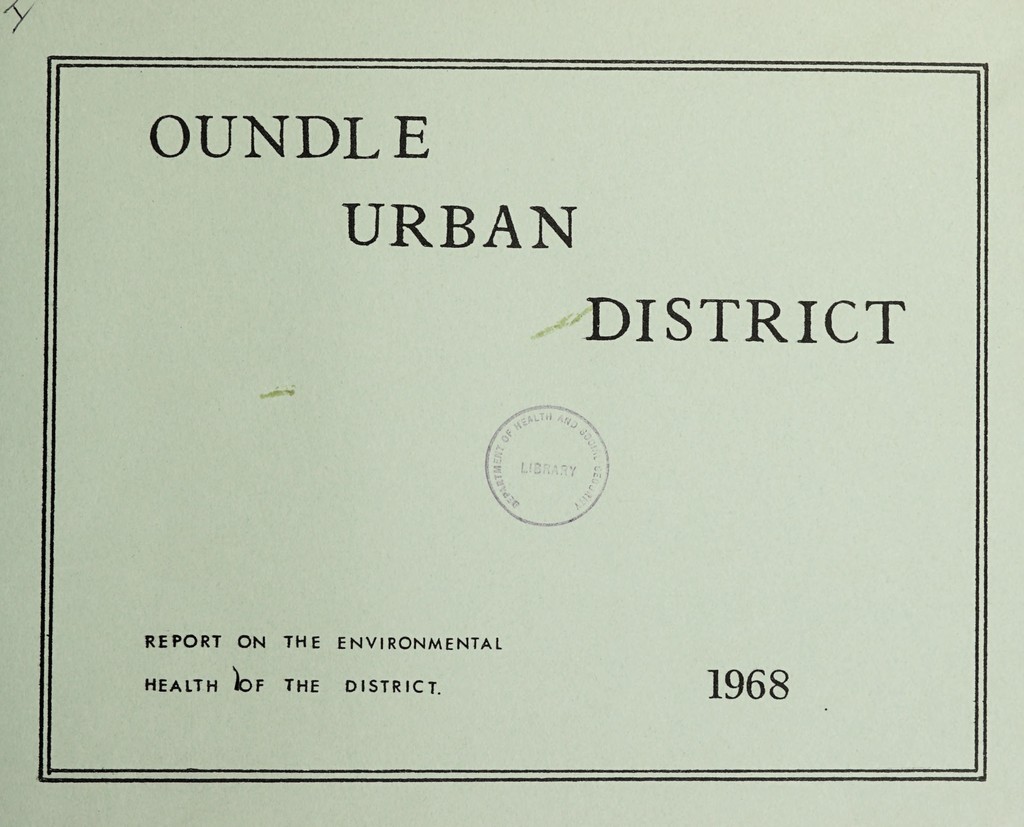 OUNDLE
URBAN
DISTRICT
DEPARTMENT OF HEALTH AND SOCIAL SECURITY
LIBRARY
REPORT ON THE ENVIRONMENTAL
HEALTH OF THE DISTRICT.
1968